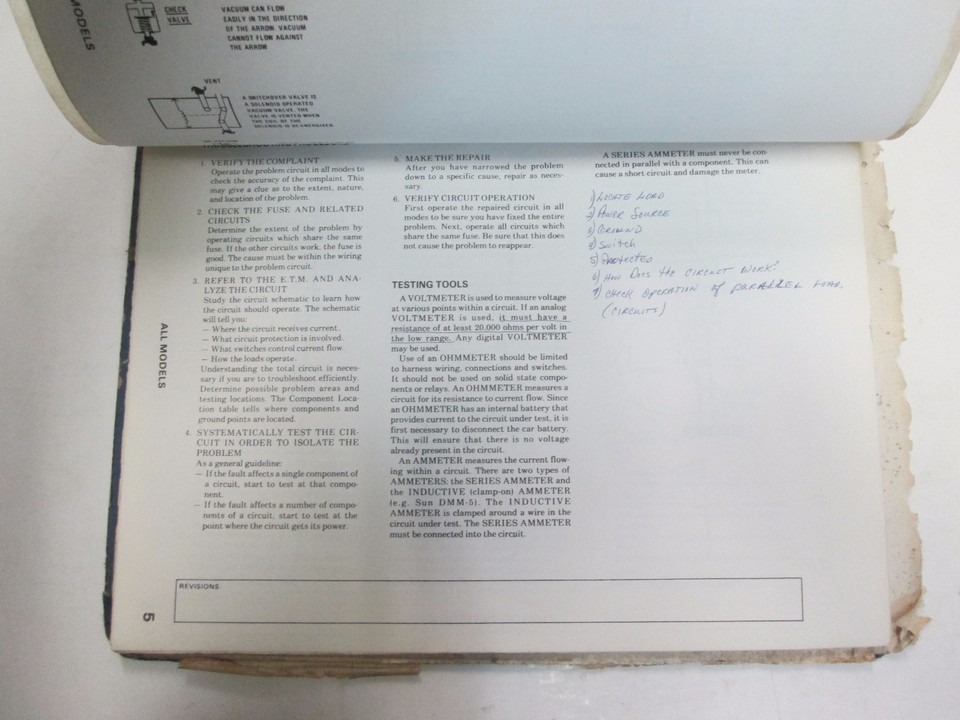 MODELS
CHECK
VALVE
VACUUM CAN FLOW
EASILY IN THE DIRECTION
OF THE ARROW. VACUUM
CANNOT FLOW AGAINST
THE ARROW
VENT
A SWITCHOVER VALVE IS
A SOLENOID OPERATED
VACUUM VALVE. THE
VALVE IS VENTED WHEN
THE COIL OF THE
SOLENOID IS DE-ENERGIZED.
1. VERIFY THE COMPLAINT
Operate the problem circuit in all modes to
check the accuracy of the complaint. This
may give a clue as to the extent, nature,
and location of the problem.
2. CHECK THE FUSE AND RELATED
CIRCUITS
Determine the extent of the problem by
operating circuits which share the same
fuse. If the other circuits work, the fuse is
good. The cause must be within the wiring
unique to the problem circuit.
3. REFER TO THE E.T.M. AND ANA-
LYZE THE CIRCUIT
Study the circuit schematic to learn how
the circuit should operate. The schematic
will tell you:
— Where the circuit receives current.
— What circuit protection is involved.
— What switches control current flow
— How the loads operate.
Understanding the total circuit is neces-
sary if you are to troubleshoot efficiently.
Determine possible problem areas and
testing locations. The Component Loca-
tion table tells where components and
ground points are located.
4. SYSTEMATICALLY TEST THE CIR-
CUIT IN ORDER TO ISOLATE THE
PROBLEM
As a general guideline:
— If the fault affects a single component of
a circuit, start to test at that compo-
nent.
— If the fault affects a number of compo-
nents of a circuit, start to test at the
point where the circuit gets its power.
5. MAKE THE REPAIR
After you have narrowed the problem
down to a specific cause, repair as neces-
sary.
6. VERIFY CIRCUIT OPERATION
First operate the repaired circuit in all
modes to be sure you have fixed the entire
problem. Next, operate all circuits which
share the same fuse. Be sure that this does
not cause the problem to reappear.
TESTING TOOLS
A VOLTMETER is used to measure voltage
at various points within a circuit. If an analog
VOLTMETER is used, it must have a
resistance of at least 20,000 ohms per volt in
the low range. Any digital VOLTMETER
may be used.
Use of an OHMMETER should be limited
to harness wiring, connections and switches.
It should not be used on solid state compo-
nents or relays. An OHMMETER measures a
circuit for its resistance to current flow. Since
an OHMMETER has an internal battery that
provides current to the circuit under test, it is
first necessary to disconnect the car battery.
This will ensure that there is no voltage
already present in the circuit.
An AMMETER measures the current flow-
ing within a circuit. There are two types of
AMMETERS: the SERIES AMMETER and
the INDUCTIVE (clamp-on) AMMETER
(e.g. Sun DMM-5). The INDUCTIVE
AMMETER is clamped around a wire in the
circuit under test. The SERIES AMMETER
must be connected into the circuit.
A SERIES AMMETER must never be con-
nected in parallel with a component. This can
cause a short circuit and damage the meter.
1) LOCATE LOAD
2) POWER SOURCE
3) GROUND
4) Switch
5) PROTECTED
6) HOW DOES the CIRCUIT WORK?
7) CHECK OPERATION of PARALLEL LOAD.
(CIRCUITS)
ALL MODELS
REVISIONS:
5